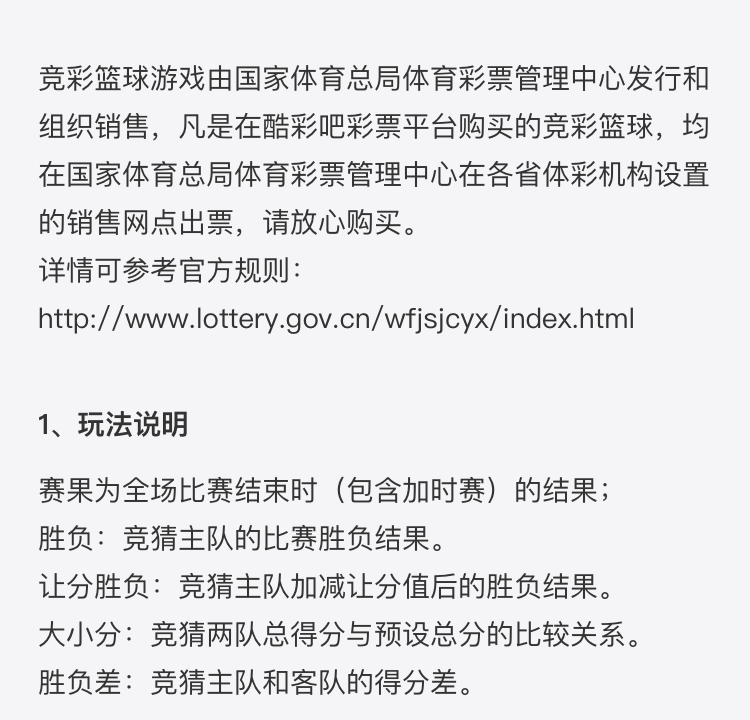 竞彩篮球游戏由国家体育总局体育彩票管理中心发行和
组织销售，凡是在酷彩吧彩票平台购买的竞彩篮球，均
在国家体育总局体育彩票管理中心在各省体彩机构设置
的销售网点出票，请放心购买。
详情可参考官方规则：
http://www.lottery.gov.cn/wfjsjcyx/index.html
1、玩法说明
赛果为全场比赛结束时（包含加时赛）的结果；
胜负：竞猜主队的比赛胜负结果。
让分胜负：竞猜主队加减让分值后的胜负结果。
大小分：竞猜两队总得分与预设总分的比较关系。
胜负差：竞猜主队和客队的得分差。